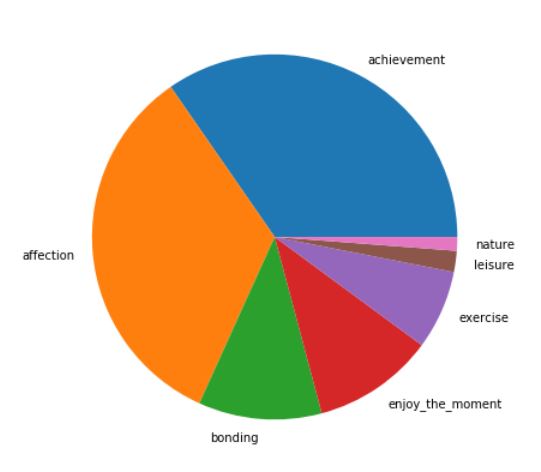 achievement
affection
nature
leisure
exercise
enjoy_the_moment
bonding